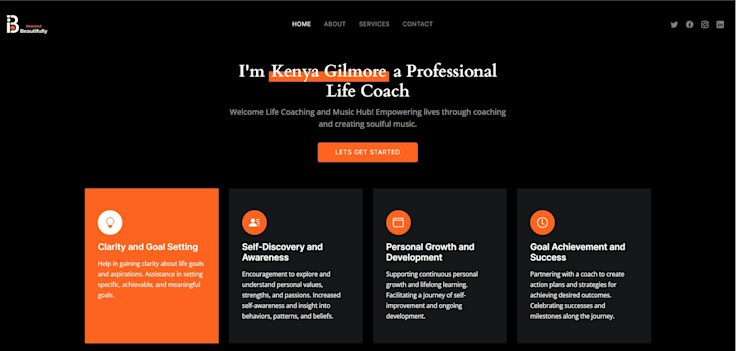 Restored
Beautifully
HOME ABOUT SERVICES CONTACT
I'm Kenya Gilmore a Professional
Life Coach
Welcome Life Coaching and Music Hub! Empowering lives through coaching
and creating soulful music.
LETS GET STARTED
Clarity and Goal Setting
Help in gaining clarity about life goals
and aspirations. Assistance in setting
specific, achievable, and meaningful
goals.
Self-Discovery and
Awareness
Encouragement to explore and
understand personal values,
strengths, and passions. Increased
self-awareness and insight into
behaviors, patterns, and beliefs.
Personal Growth and
Development
Supporting continuous personal
growth and lifelong learning.
Facilitating a journey of self-
improvement and ongoing
development.
Goal Achievement and
Success
Partnering with a coach to create
action plans and strategies for
achieving desired outcomes.
Celebrating successes and
milestones along the journey.